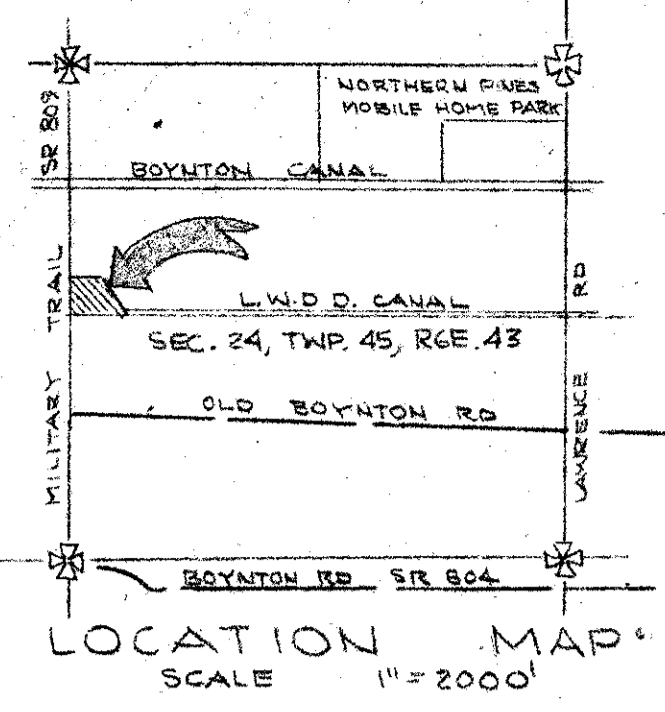 NORTHERN PINES
MOBILE HOME PARK
SR 809
BOYNTON CANAL
MILITARY TRAIL
L.W.D D. CANAL
SEC. 24, TWP. 45, RGE. 43
OLD BOYNTON RD
LAWRENCE RD
BOYNTON RD SR 804
LOCATION MAP
SCALE 1" = 2000'